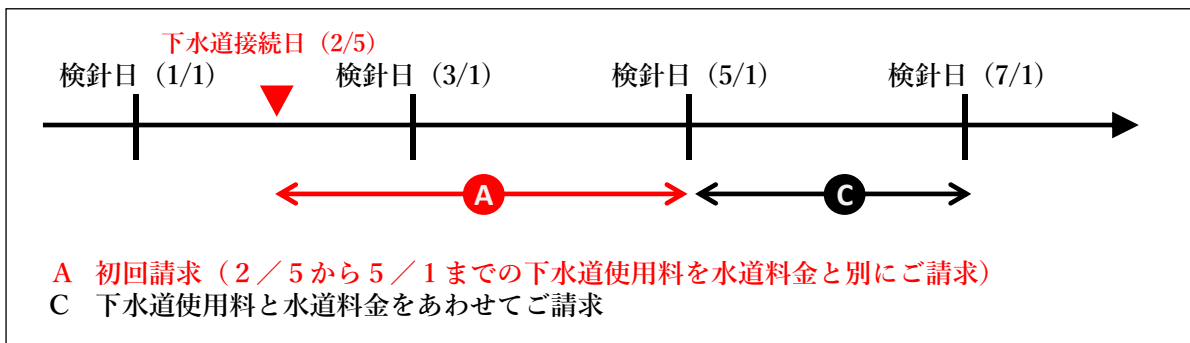 下水道接続日（2/5）
検針日（1/1）
検針日（3/1）
検針日（5/1）
検針日（7/1）
A
C
A　初回請求（２／５から５／１までの下水道使用料を水道料金と別にご請求）
C　下水道使用料と水道料金をあわせてご請求